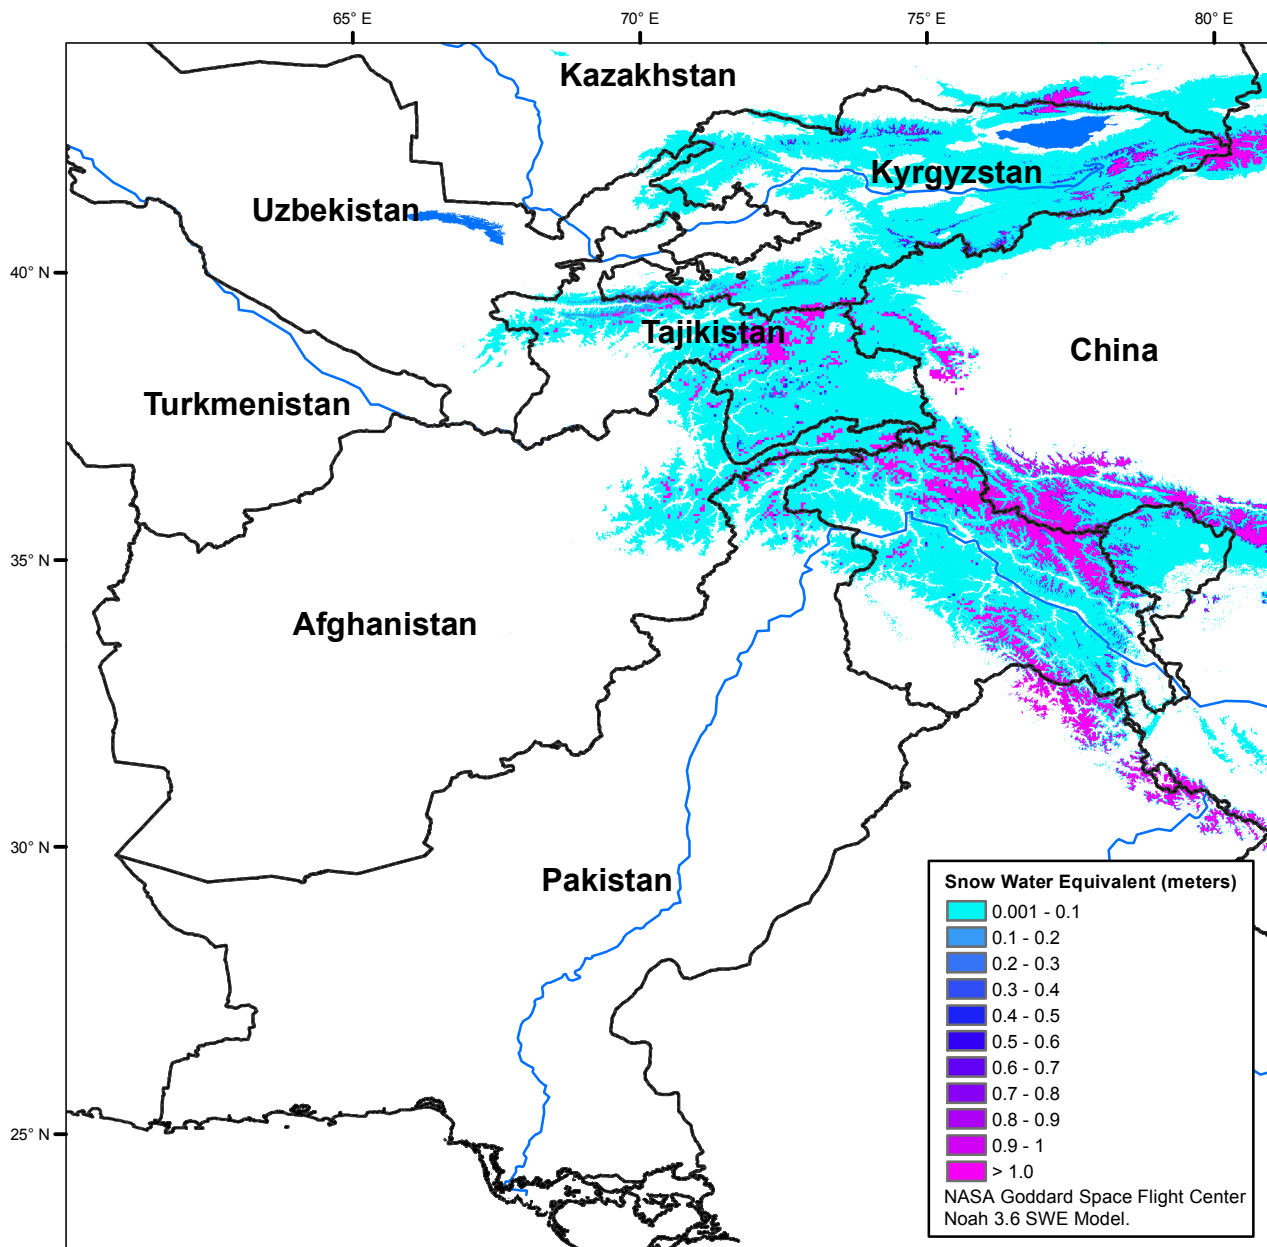 65° E
70° E
75° E
80° E
Kazakhstan
Kyrgyzstan
Uzbekistan
40° N
Tajikistan
China
Turkmenistan
35° N
Afghanistan
30° N
Pakistan
25° N
Snow Water Equivalent (meters)
0.001 - 0.1
0.1 - 0.2
0.2 - 0.3
0.3 - 0.4
0.4 - 0.5
0.5 - 0.6
0.6 - 0.7
0.7 - 0.8
0.8 - 0.9
0.9 - 1
> 1.0
NASA Goddard Space Flight Center
Noah 3.6 SWE Model.